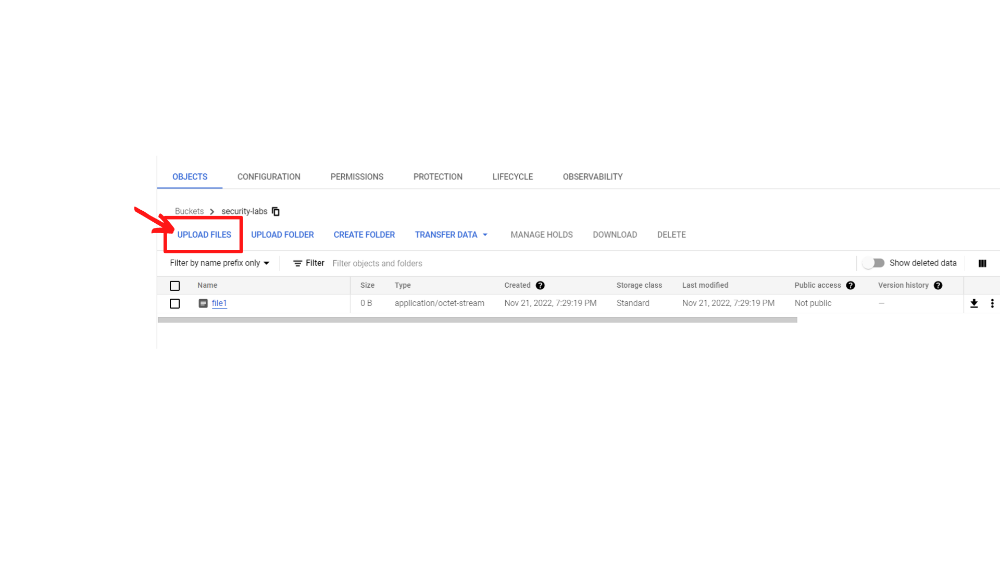 OBJECTS CONFIGURATION PERMISSIONS PROTECTION LIFECYCLE OBSERVABILITY
Buckets > security-labs
UPLOAD FILES UPLOAD FOLDER CREATE FOLDER TRANSFER DATA MANAGE HOLDS DOWNLOAD DELETE
Filter by name prefix only Filter Filter objects and folders Show deleted data
Name Size Type Created Storage class Last modified Public access Version history
file1 0 B application/octet-stream Nov 21, 2022, 7:29:19 PM Standard Nov 21, 2022, 7:29:19 PM Not public —